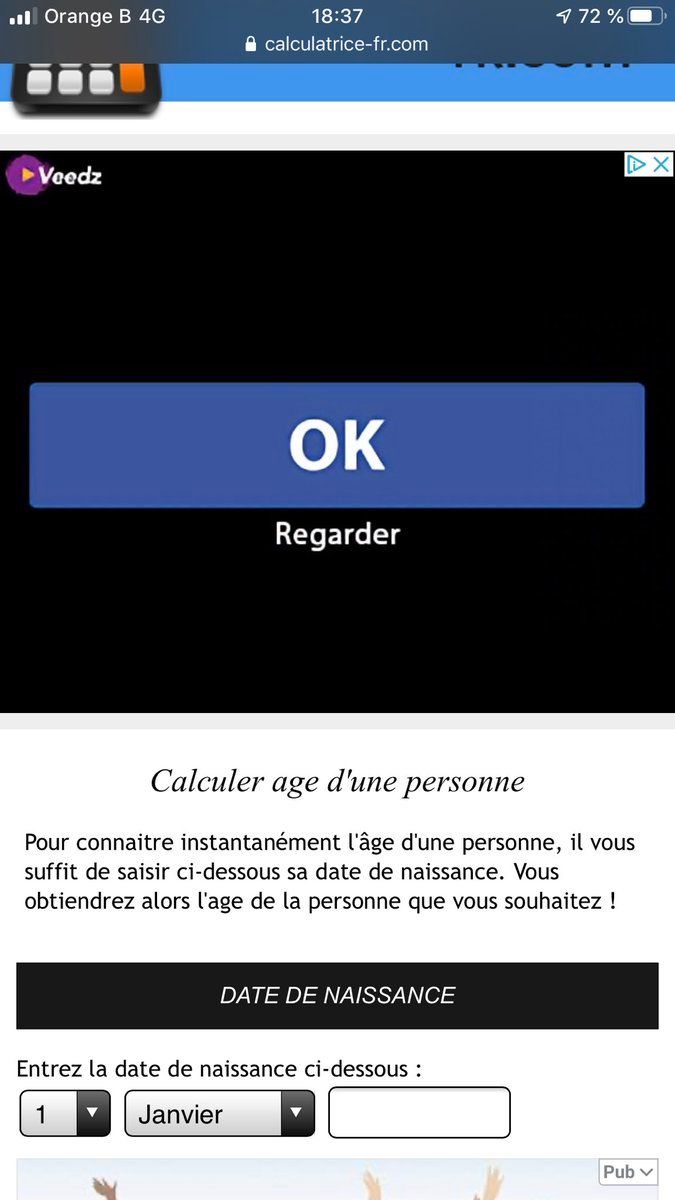 Orange B 4G 18:37 72 %
calculatrice-fr.com
Veedz
OK
Regarder
Calculer age d'une personne
Pour connaitre instantanément l'âge d'une personne, il vous
suffit de saisir ci-dessous sa date de naissance. Vous
obtiendrez alors l'age de la personne que vous souhaitez !
DATE DE NAISSANCE
Entrez la date de naissance ci-dessous :
1 Janvier
Pub